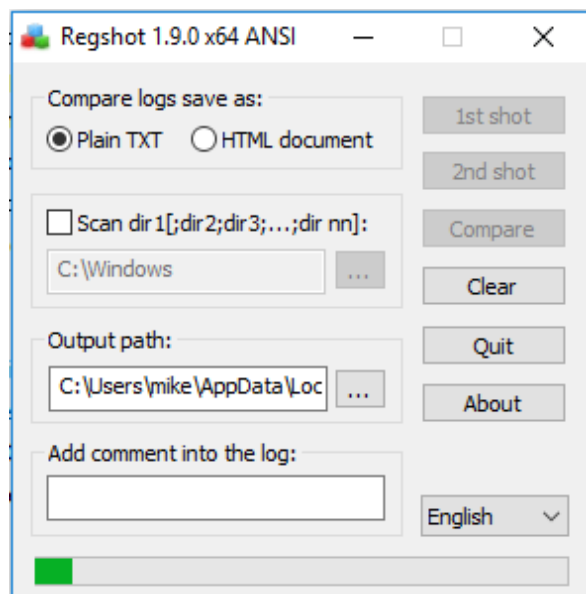 Regshot 1.9.0 x64 ANSI
Compare logs save as:
Plain TXT HTML document
1st shot
2nd shot
Compare
Clear
Quit
About
Scan dir1[;dir2;dir3;...;dir nn]:
C:\Windows
...
Output path:
C:\Users\mike\AppData\Loc
...
Add comment into the log:
English